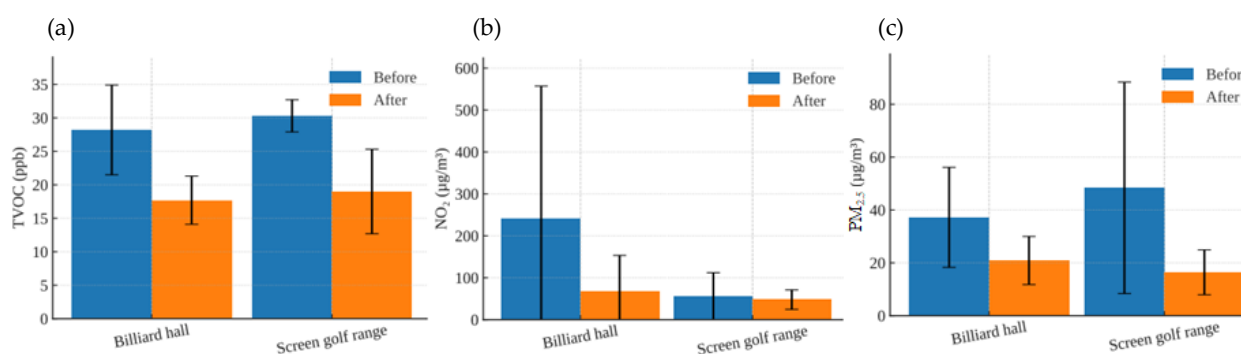 (a)
TVOC (ppb)
35
30
25
20
15
10
5
0
Before
After
Billiard hall
Screen golf range
(b)
NO₂ (µg/m³)
600
500
400
300
200
100
0
Before
After
Billiard hall
Screen golf range
(c)
PM₂.₅ (µg/m³)
80
60
40
20
0
Befor
After
Billiard hall
Screen golf range